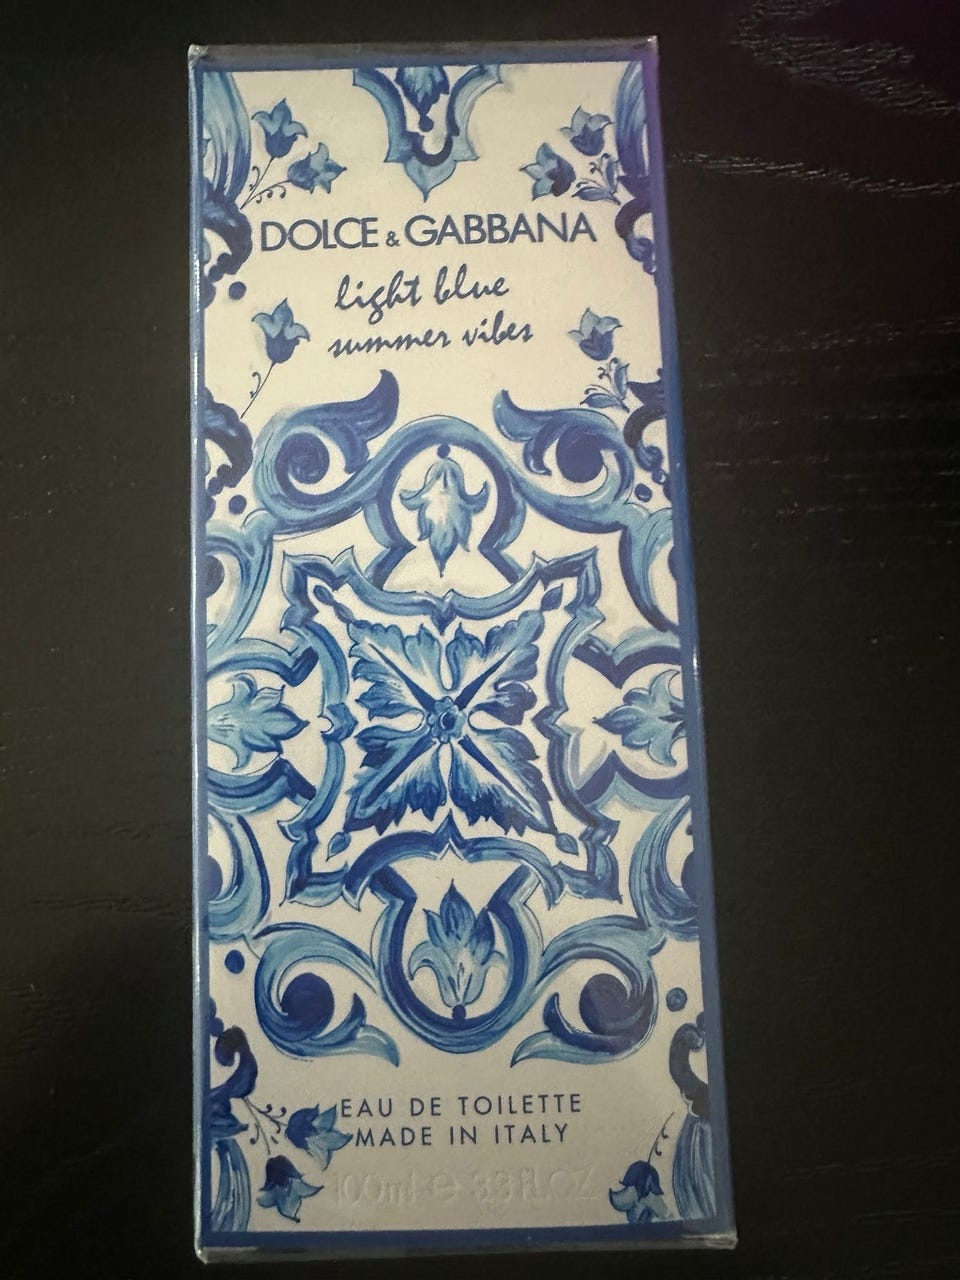 DOLCE & GABBANA
light blue
summer vibes
EAU DE TOILETTE
MADE IN ITALY
100ml ℮ 3.3 fl.OZ